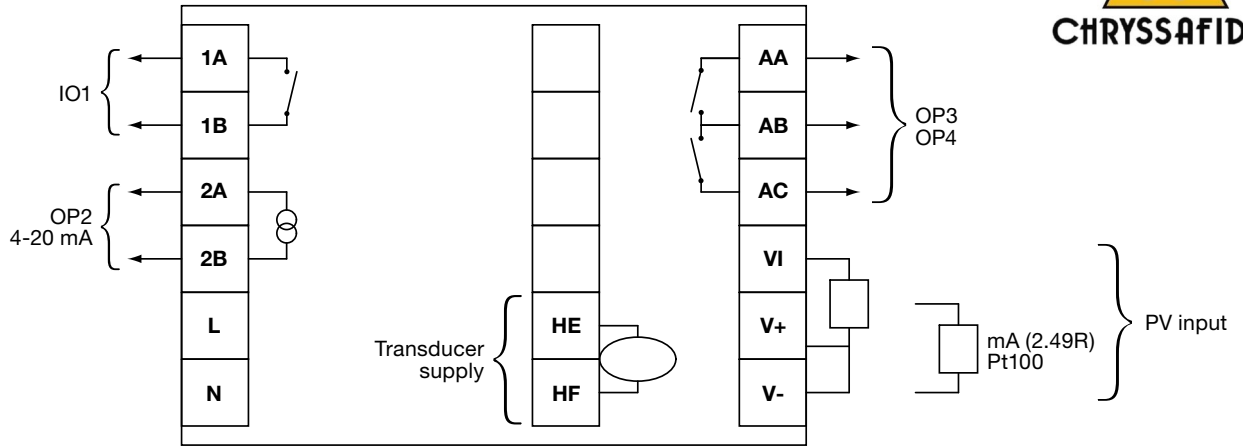 CHRYSSAFID
IO1
1A
1B
OP2
4-20 mA
2A
2B
L
N
Transducer
supply
HE
HF
AA
AB
AC
VI
V+
V-
OP3
OP4
mA (2.49R)
Pt100
PV input